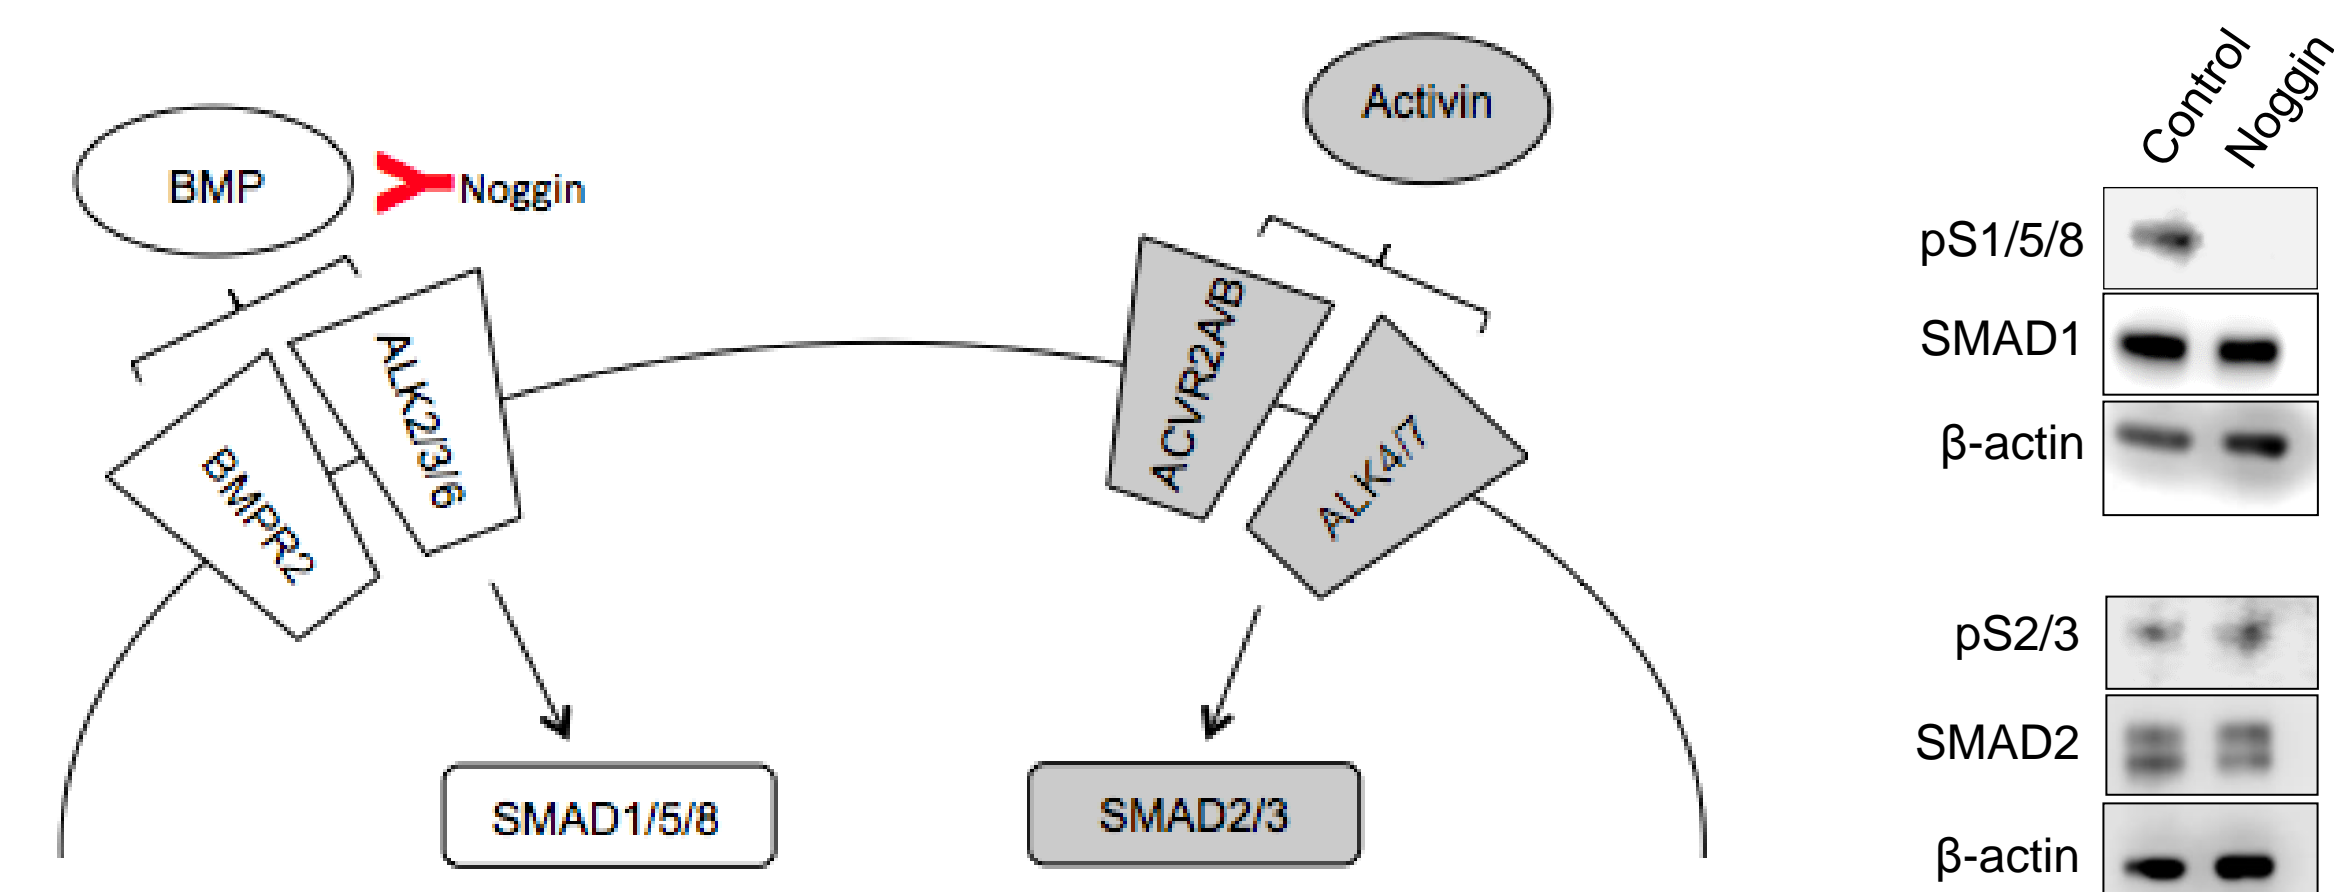 BMP
Noggin
Activin
BMPR2
ALK2/3/6
ACVR2A/B
ALK4/7
SMAD1/5/8
SMAD2/3
Control
Noggin
pS1/5/8
SMAD1
β-actin
pS2/3
SMAD2
β-actin